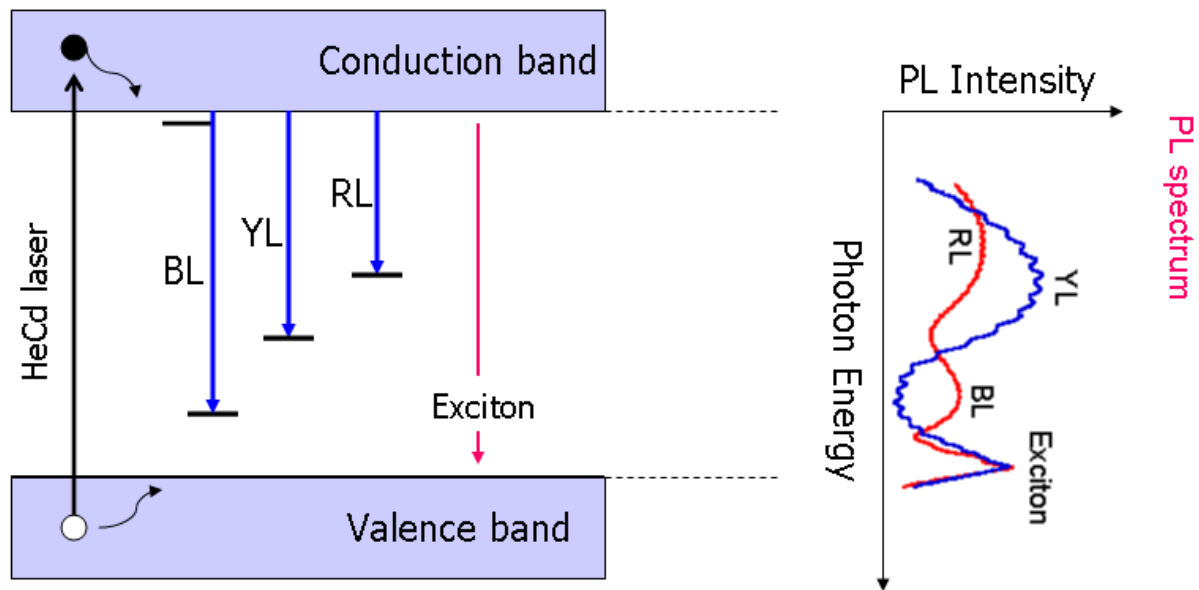 Conduction band
HeCd laser
BL
YL
RL
Exciton
Valence band
PL Intensity
Photon Energy
RL
YL
BL
Exciton
PL spectrum